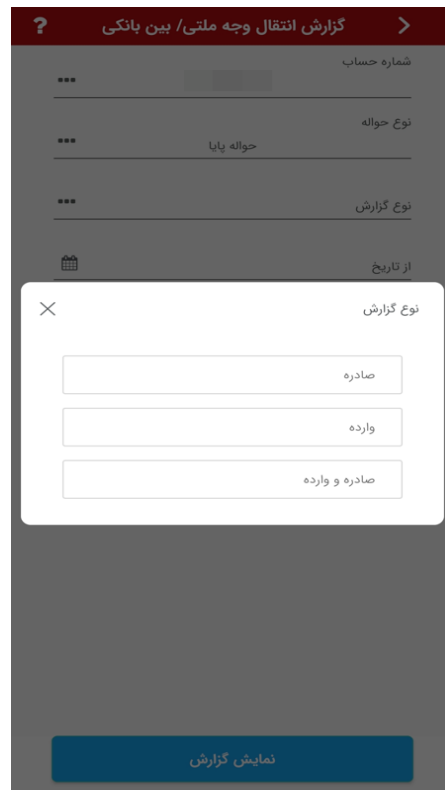 گزارش انتقال وجه ملتی/ بین بانکی
?
شماره حساب
نوع حواله
حواله پایا
نوع گزارش
از تاریخ
نوع گزارش
صادره
وارده
صادره و وارده
نمایش گزارش